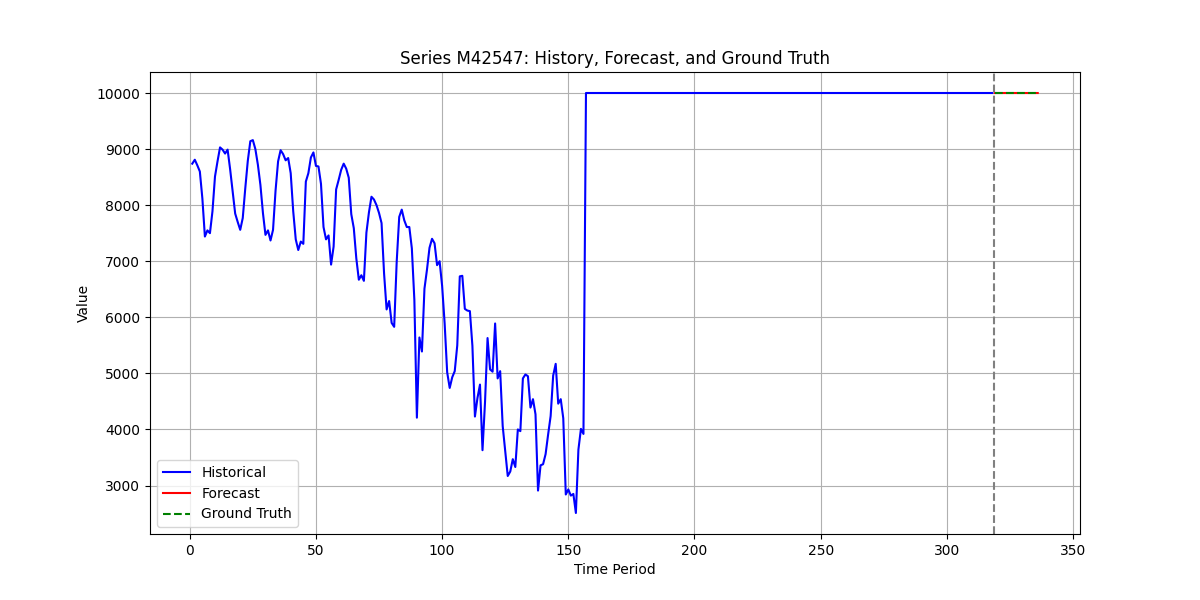 Series M42547: History, Forecast, and Ground Truth
10000
9000
8000
7000
6000
5000
4000
3000
Value
Historical
Forecast
Ground Truth
0 50 100 150 200 250 300 350
Time Period